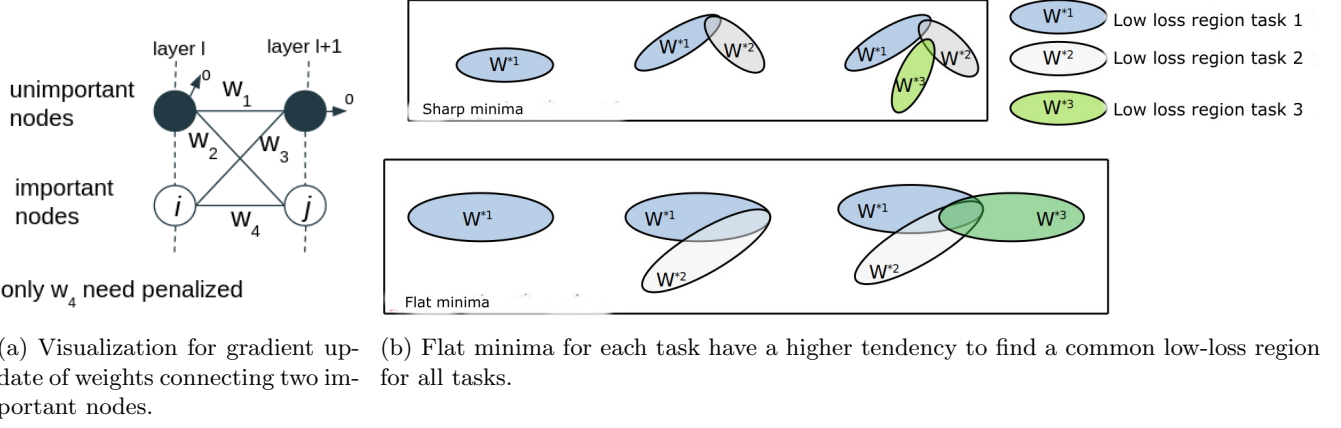 layer l
layer l+1
0
0
unimportant
nodes
W1
W2
W3
important
nodes
i
j
W4
only w4 need penalized
W*1
W*1
W*2
W*1
W*2
W*3
Sharp minima
W*1 Low loss region task 1
W*2 Low loss region task 2
W*3 Low loss region task 3
W*1
W*1
W*2
W*1
W*3
W*2
Flat minima
(a) Visualization for gradient up-
date of weights connecting two im-
portant nodes.
(b) Flat minima for each task have a higher tendency to find a common low-loss region
for all tasks.